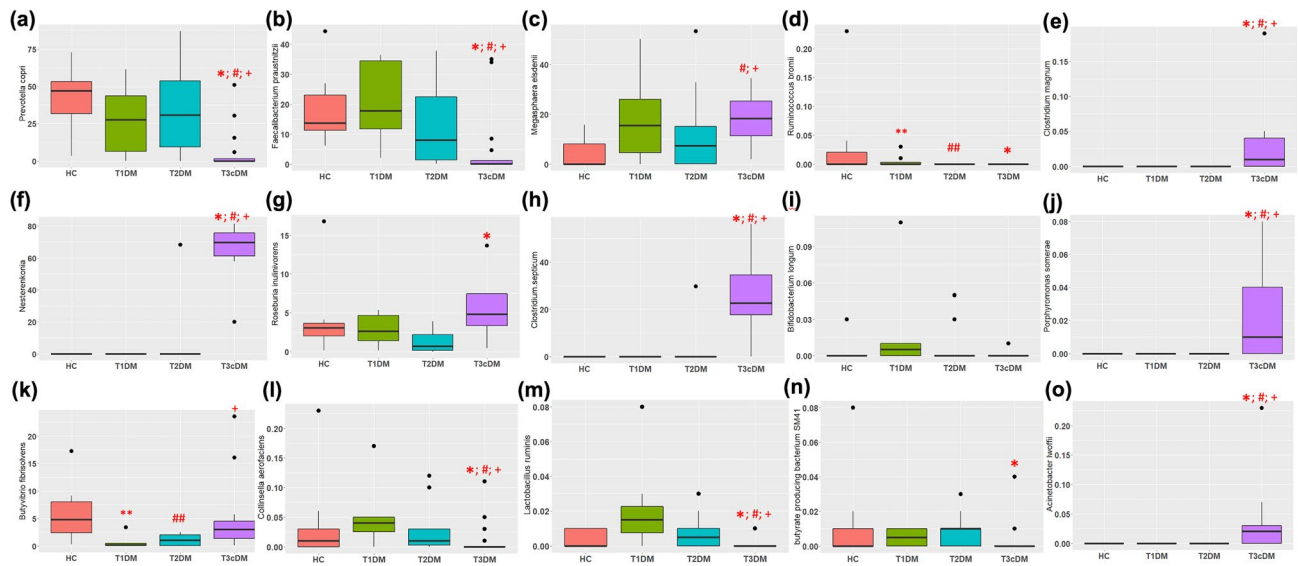 (a)
Prevotella copri
75
50
25
0
*; #; +
HC T1DM T2DM T3cDM
(b)
Faecalibacterium praustnitzii
40
30
20
10
0
*; #; +
HC T1DM T2DM T3cDM
(c)
Megasphaera elsdenii
40
20
0
#; +
HC T1DM T2DM T3cDM
(d)
Ruminococcus bromii
0.20
0.15
0.10
0.05
0.00
**
##
*
HC T1DM T2DM T3DM
(e)
Clostridium magnum
0.15
0.10
0.05
0.00
*; #; +
HC T1DM T2DM T3cDM
(f)
Nesterenkonia
80
60
40
20
0
*; #; +
HC T1DM T2DM T3cDM
(g)
Roseburia inulinivorens
15
10
5
0
*
HC T1DM T2DM T3cDM
(h)
Clostridium.septicum
40
20
0
*; #; +
HC T1DM T2DM T3cDM
(i)
Bifidobacterium longum
0.09
0.06
0.03
0.00
HC T1DM T2DM T3cDM
(j)
Porphyromonas somerae
0.08
0.06
0.04
0.02
0.00
*; #; +
HC T1DM T2DM T3cDM
(k)
Butyvibrio fibrisolvens
20
15
10
5
0
**
##
+
HC T1DM T2DM T3cDM
(l)
Collinsella aerofaciens
0.20
0.15
0.10
0.05
0.00
*; #; +
HC T1DM T2DM T3DM
(m)
Lactobacillus ruminis
0.08
0.06
0.04
0.02
0.00
*; #; +
HC T1DM T2DM T3DM
(n)
butyrate producing bacterium SM41
0.08
0.06
0.04
0.02
0.00
*
HC T1DM T2DM T3cDM
(o)
Acinetobacter lwoffii
0.20
0.15
0.10
0.05
0.00
*; #; +
HC T1DM T2DM T3cDM